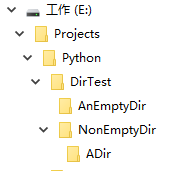 工作 (E:)
Projects
Python
DirTest
AnEmptyDir
NonEmptyDir
ADir